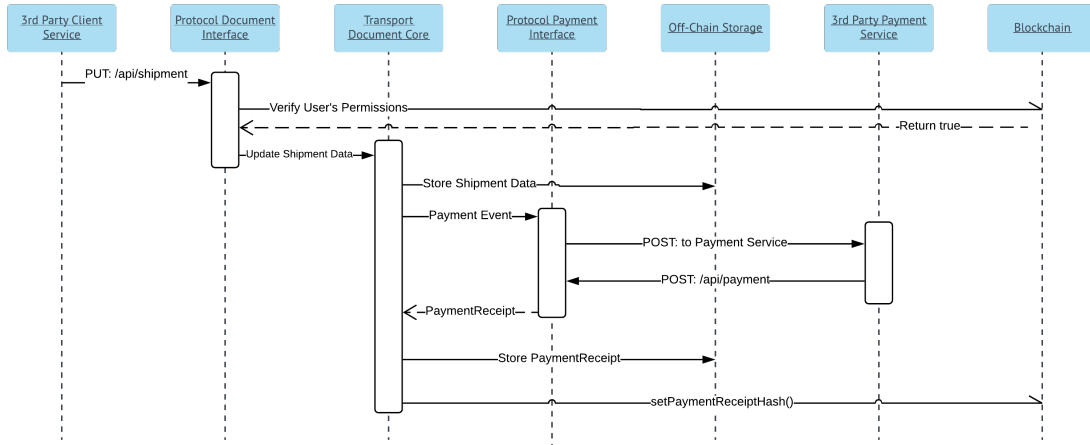 3rd Party Client
Service
Protocol Document
Interface
Transport
Document Core
Protocol Payment
Interface
Off-Chain Storage
3rd Party Payment
Service
Blockchain
PUT: /api/shipment
Verify User's Permissions
Return true
Update Shipment Data
Store Shipment Data
Payment Event
POST: to Payment Service
POST: /api/payment
PaymentReceipt
Store PaymentReceipt
setPaymentReceiptHash()